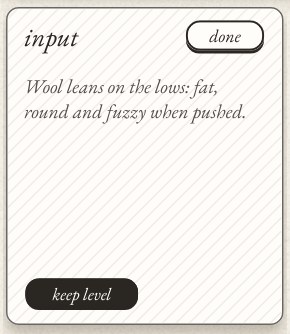 input
done
Wool leans on the lows: fat,
round and fuzzy when pushed.
keep level